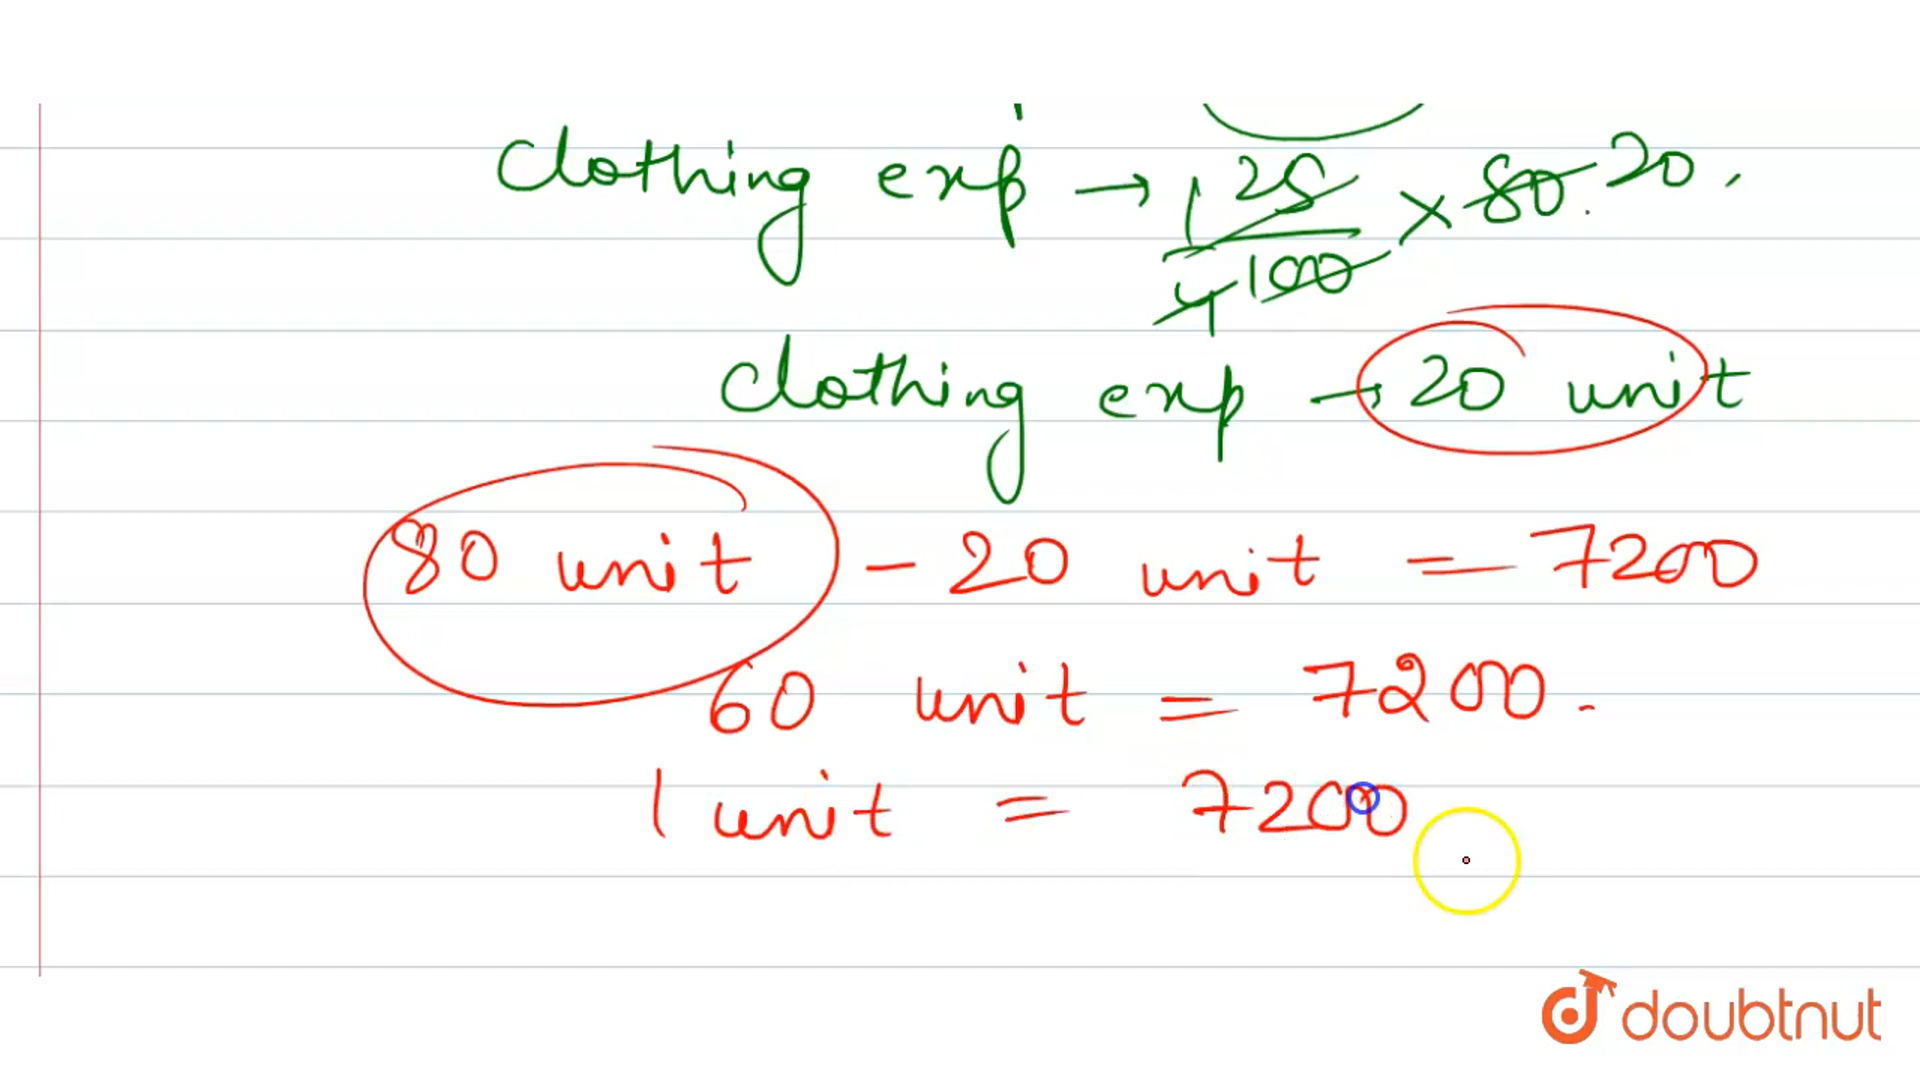 clothing exp → 1 25/4 100 × 80 20.
clothing exp → 20 unit
80 unit - 20 unit = 7200
60 unit = 7200.
1 unit = 7200
doubtnut